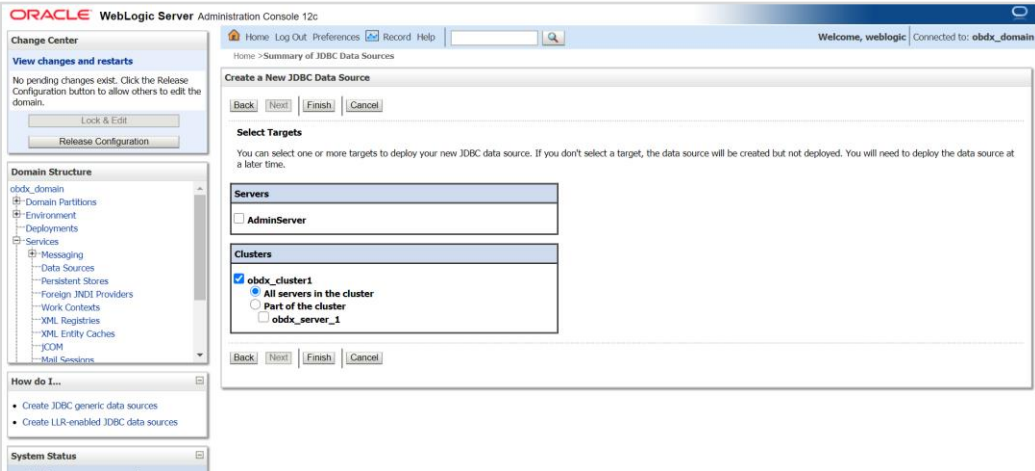 ORACLE WebLogic Server Administration Console 12c
Change Center
View changes and restarts
No pending changes exist. Click the Release
Configuration button to allow others to edit the
domain.
Lock & Edit
Release Configuration
Domain Structure
obdx_domain
Domain Partitions
Environment
Deployments
Services
Messaging
Data Sources
Persistent Stores
Foreign JNDI Providers
Work Contexts
XML Registries
XML Entity Caches
jCOM
Mail Sessions
How do I...
Create JDBC generic data sources
Create LLR-enabled JDBC data sources
System Status
Home Log Out Preferences Record Help
Welcome, weblogic Connected to: obdx_domain
Home >Summary of JDBC Data Sources
Create a New JDBC Data Source
Back Next Finish Cancel
Select Targets
You can select one or more targets to deploy your new JDBC data source. If you don't select a target, the data source will be created but not deployed. You will need to deploy the data source at
a later time.
Servers
AdminServer
Clusters
obdx_cluster1
All servers in the cluster
Part of the cluster
obdx_server_1
Back Next Finish Cancel